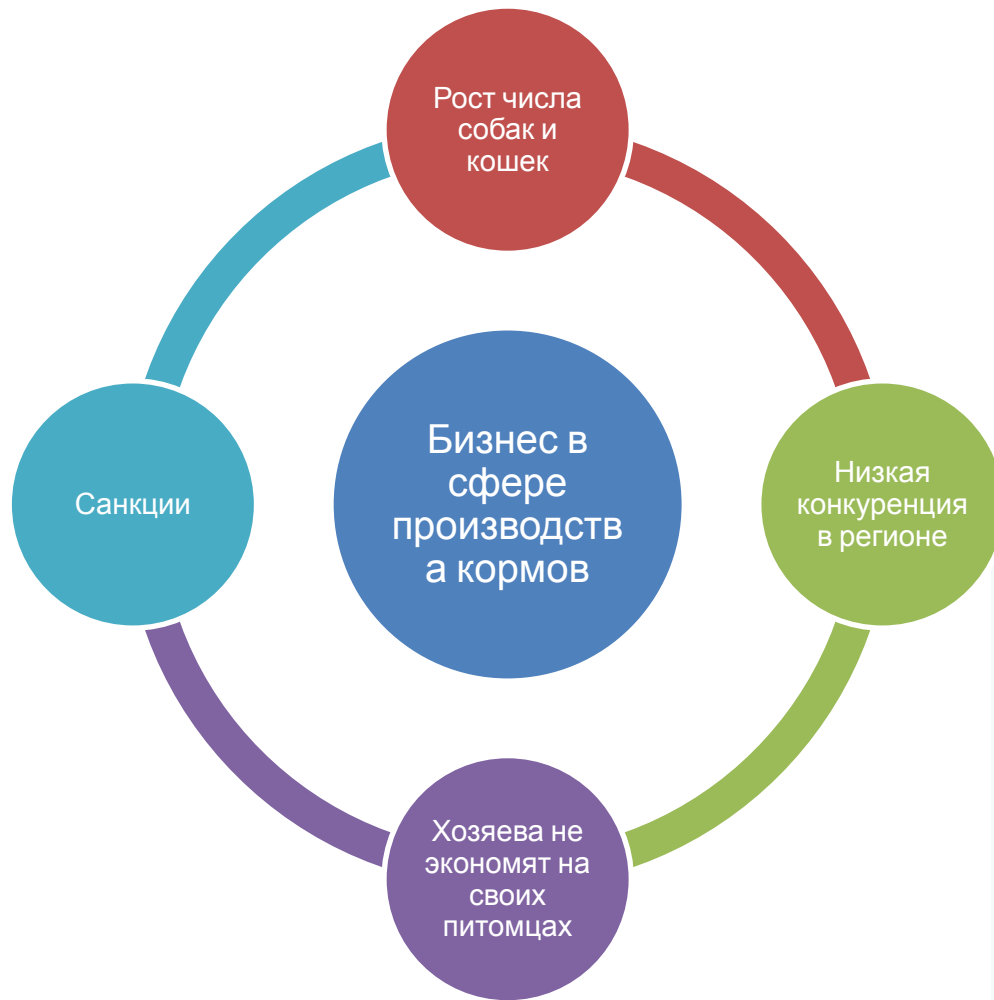 Рост числа
собак и
кошек
Санкции
Бизнес в
сфере
производств
а кормов
Низкая
конкуренция
в регионе
Хозяева не
экономят на
своих
питомцах